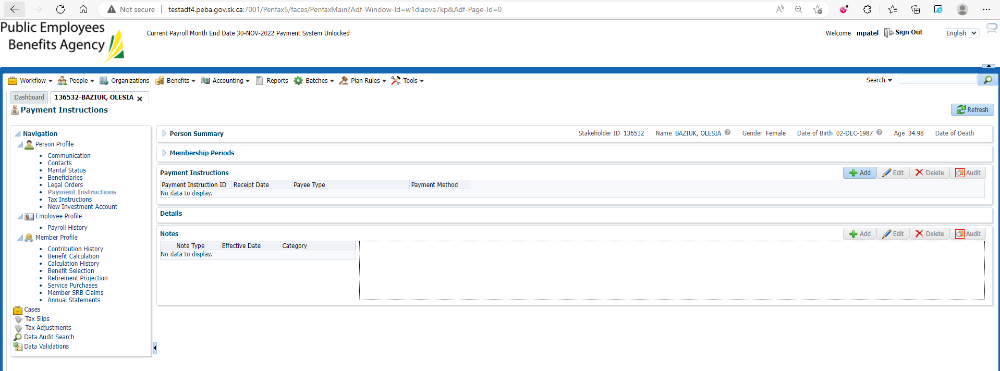 Not secure testadf4.peba.gov.sk.ca:7001/Penfax5/faces/PenfaxMain?Adf-Window-Id=w1diaova7kp&Adf-Page-Id=0
Public Employees
Benefits Agency
Current Payroll Month End Date 30-NOV-2022 Payment System Unlocked
Welcome mpatel Sign Out English
Workflow People Organizations Benefits Accounting Reports Batches Plan Rules Tools Search
Dashboard 136532-BAZIUK, OLESIA
Payment Instructions
Refresh
Navigation
Person Profile
Communication
Contacts
Marital Status
Beneficiaries
Legal Orders
Payment Instructions
Tax Instructions
New Investment Account
Employee Profile
Payroll History
Member Profile
Contribution History
Benefit Calculation
Calculation History
Benefit Selection
Retirement Projection
Service Purchases
Member SRB Claims
Annual Statements
Cases
Tax Slips
Tax Adjustments
Data Audit Search
Data Validations
Person Summary Stakeholder ID 136532 Name BAZIUK, OLESIA Gender Female Date of Birth 02-DEC-1987 Age 34.98 Date of Death
Membership Periods
Payment Instructions Add Edit Delete Audit
Payment Instruction ID Receipt Date Payee Type Payment Method
No data to display.
Details
Notes Add Edit Delete Audit
Note Type Effective Date Category
No data to display.